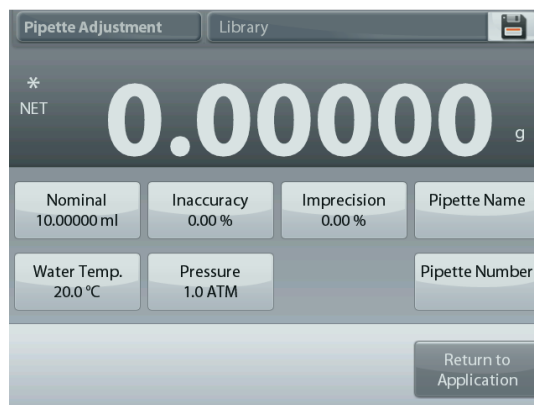 Pipette Adjustment Library
*
NET
0.00000 g
Nominal Inaccuracy Imprecision Pipette Name
10.00000 ml 0.00 % 0.00 %
Water Temp. Pressure Pipette Number
20.0 °C 1.0 ATM
Return to
Application